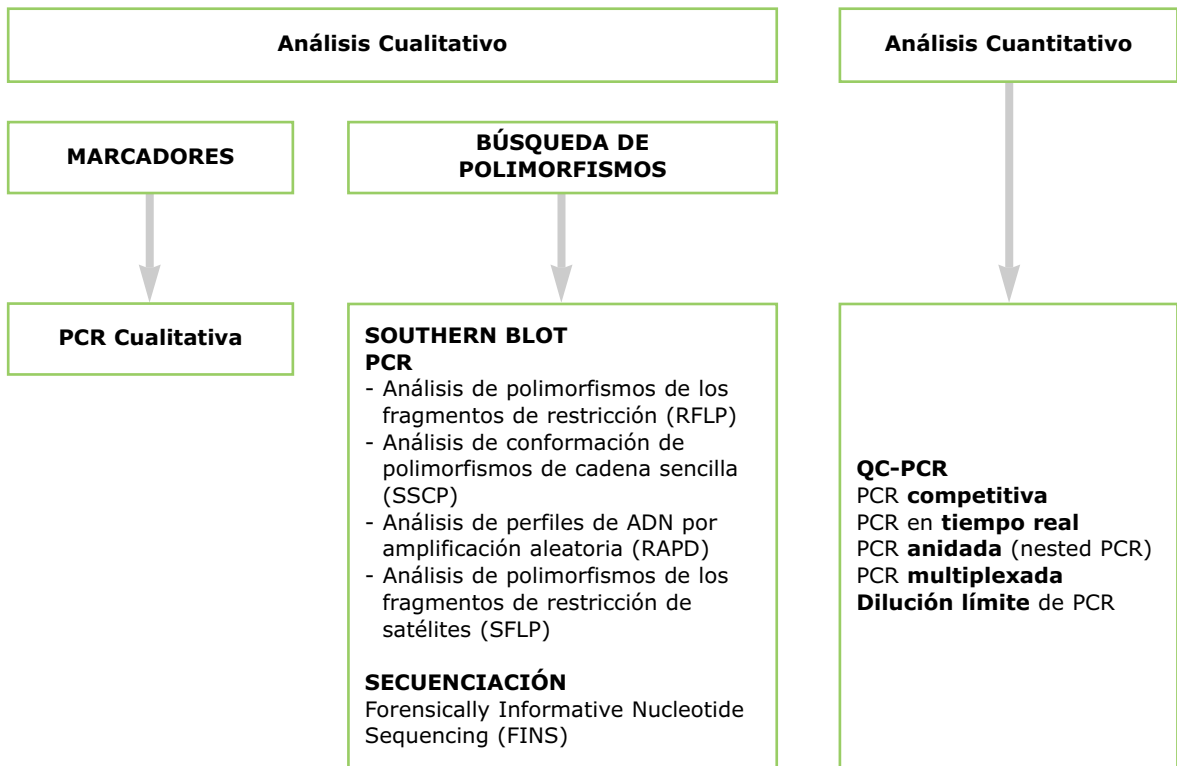 Análisis Cualitativo
Análisis Cuantitativo
MARCADORES
BÚSQUEDA DE
POLIMORFISMOS
PCR Cualitativa
SOUTHERN BLOT
PCR
- Análisis de polimorfismos de los
fragmentos de restricción (RFLP)
- Análisis de conformación de
polimorfismos de cadena sencilla
(SSCP)
- Análisis de perfiles de ADN por
amplificación aleatoria (RAPD)
- Análisis de polimorfismos de los
fragmentos de restricción de
satélites (SFLP)
SECUENCIACIÓN
Forensically Informative Nucleotide
Sequencing (FINS)
QC-PCR
PCR competitiva
PCR en tiempo real
PCR anidada (nested PCR)
PCR multiplexada
Dilución límite de PCR